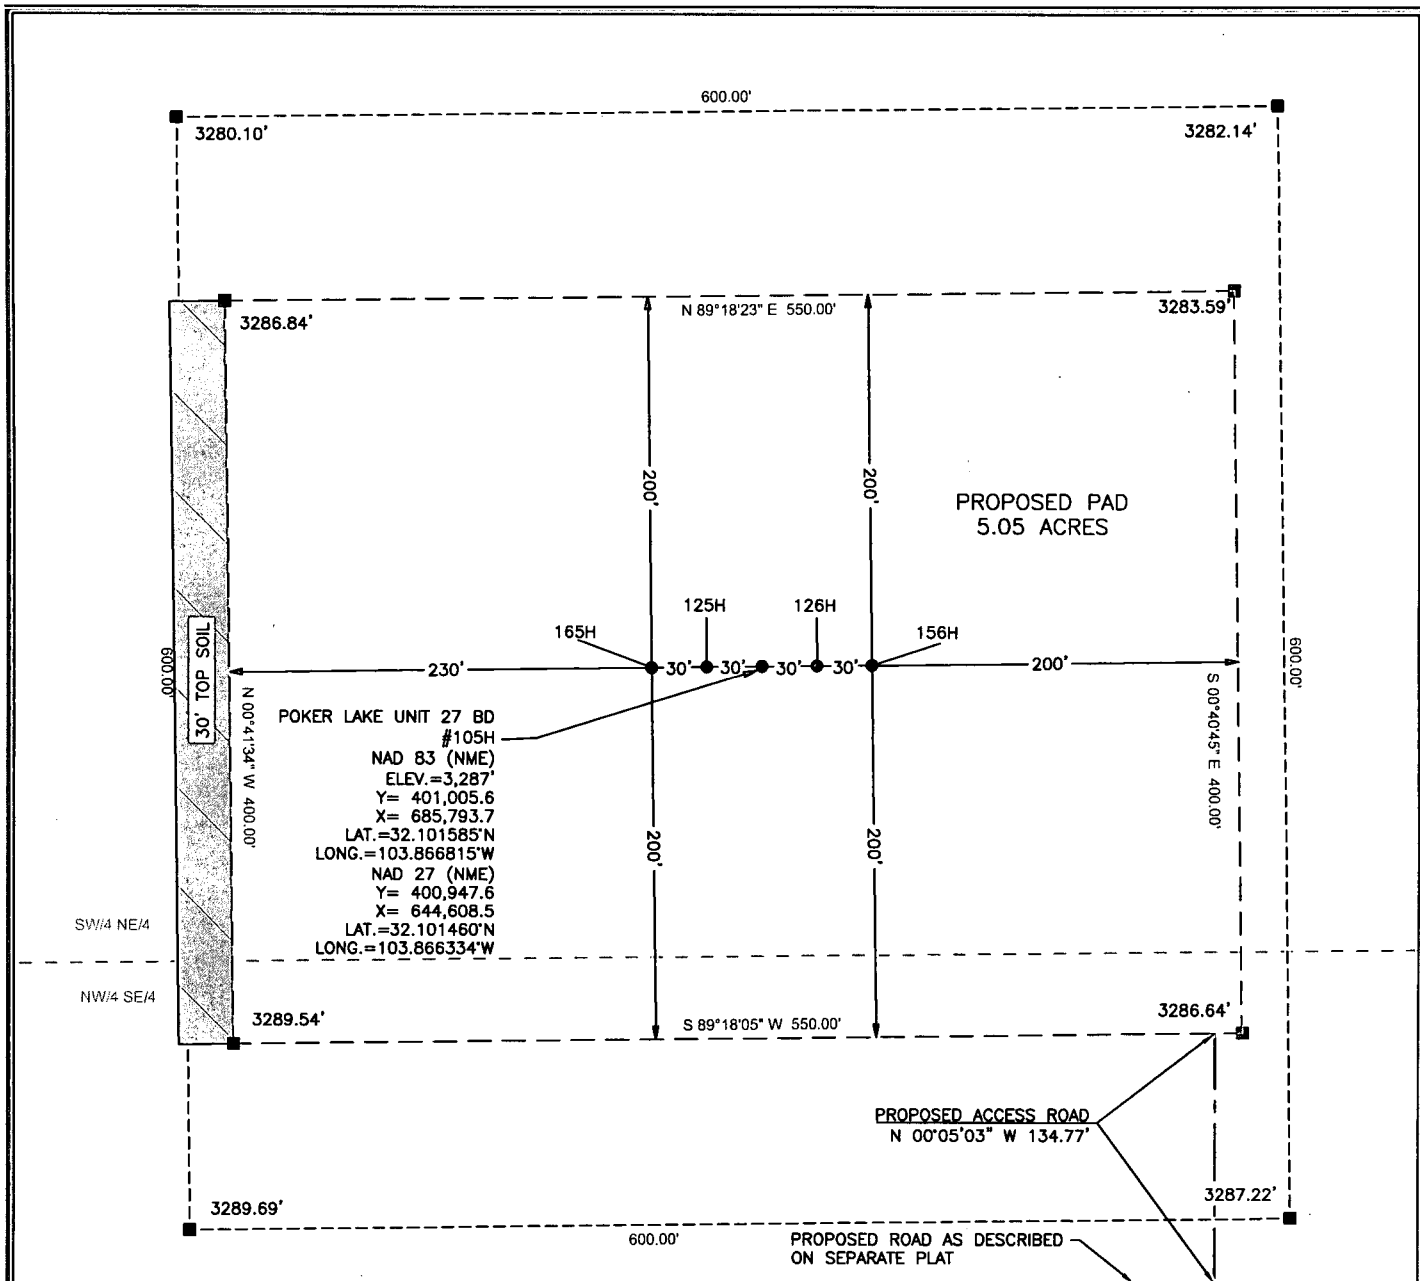 600.00'
3280.10'
3282.14'
3286.84'
N 89°18'23" E 550.00'
3283.59'
200'
200'
PROPOSED PAD
5.05 ACRES
125H
126H
165H
156H
230'
30'
30'
30'
30'
200'
600.00'
30' TOP SOIL
N 00°41'34" W 400.00'
S 00°40'45" E 400.00'
600.00'
POKER LAKE UNIT 27 BD
#105H
NAD 83 (NME)
ELEV.=3,287'
Y= 401,005.6
X= 685,793.7
LAT.=32.101585°N
LONG.=103.866815°W
NAD 27 (NME)
Y= 400,947.6
X= 644,608.5
LAT.=32.101460°N
LONG.=103.866334°W
200'
200'
SW/4 NE/4
NW/4 SE/4
3289.54'
S 89°18'05" W 550.00'
3286.64'
PROPOSED ACCESS ROAD
N 00°05'03" W 134.77'
3289.69'
3287.22'
600.00'
PROPOSED ROAD AS DESCRIBED
ON SEPARATE PLAT